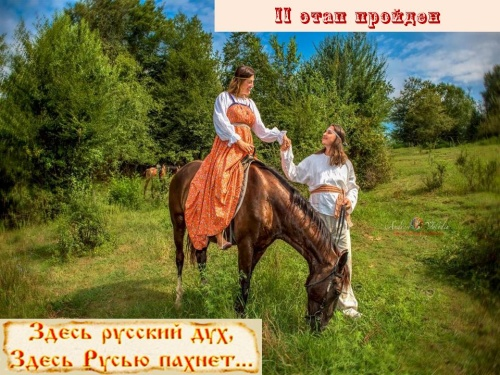 II этап пройден
Здесь русский дух,
Здесь Русью пахнет...